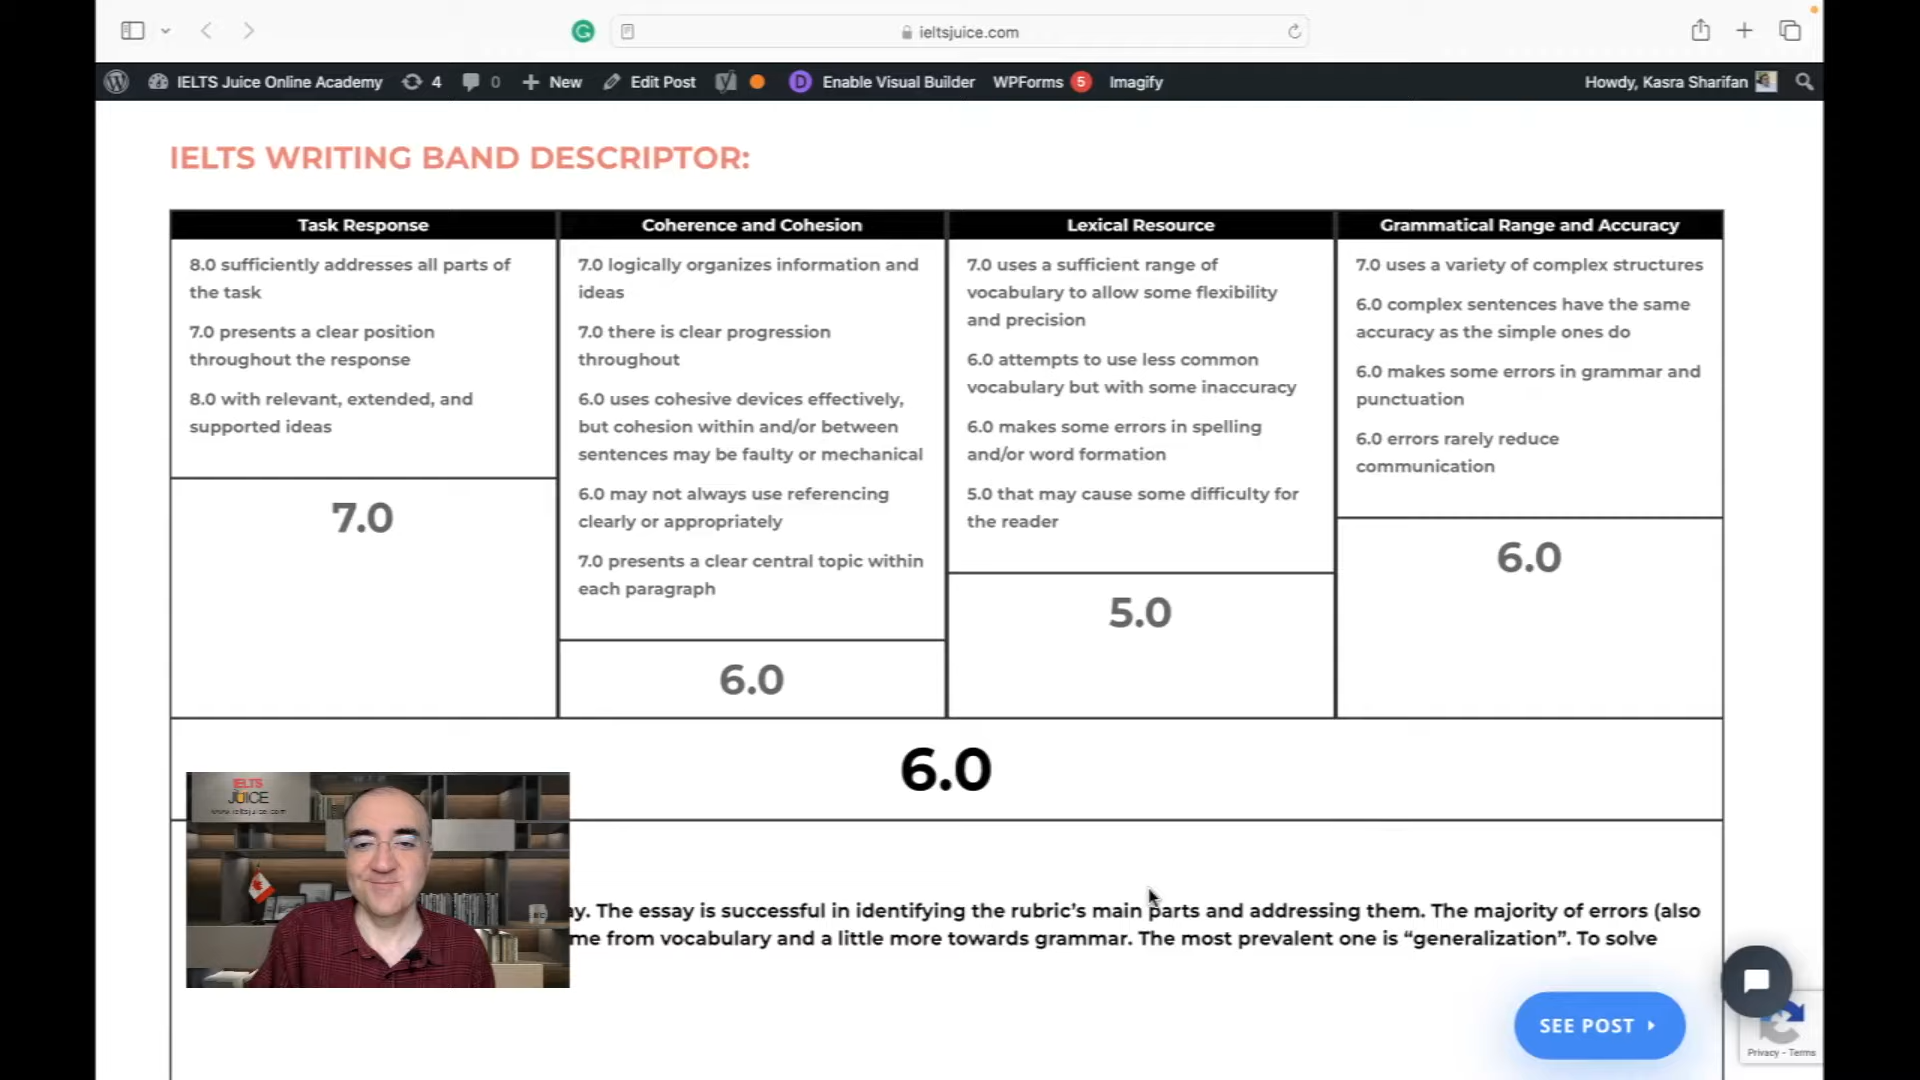 ieltsjuice.com
IELTS Juice Online Academy 4 0 New Edit Post D Enable Visual Builder WPForms 5 Imagify Howdy, Kasra Sharifan
IELTS WRITING BAND DESCRIPTOR:
Task Response
8.0 sufficiently addresses all parts of
the task
7.0 presents a clear position
throughout the response
8.0 with relevant, extended, and
supported ideas
7.0
Coherence and Cohesion
7.0 logically organizes information and
ideas
7.0 there is clear progression
throughout
6.0 uses cohesive devices effectively,
but cohesion within and/or between
sentences may be faulty or mechanical
6.0 may not always use referencing
clearly or appropriately
7.0 presents a clear central topic within
each paragraph
6.0
Lexical Resource
7.0 uses a sufficient range of
vocabulary to allow some flexibility
and precision
6.0 attempts to use less common
vocabulary but with some inaccuracy
6.0 makes some errors in spelling
and/or word formation
5.0 that may cause some difficulty for
the reader
5.0
Grammatical Range and Accuracy
7.0 uses a variety of complex structures
6.0 complex sentences have the same
accuracy as the simple ones do
6.0 makes some errors in grammar and
punctuation
6.0 errors rarely reduce
communication
6.0
6.0
IELTS
JUICE
www.ieltsjuice.com
ay. The essay is successful in identifying the rubric's main parts and addressing them. The majority of errors (also
me from vocabulary and a little more towards grammar. The most prevalent one is "generalization". To solve
SEE POST
Privacy - Terms